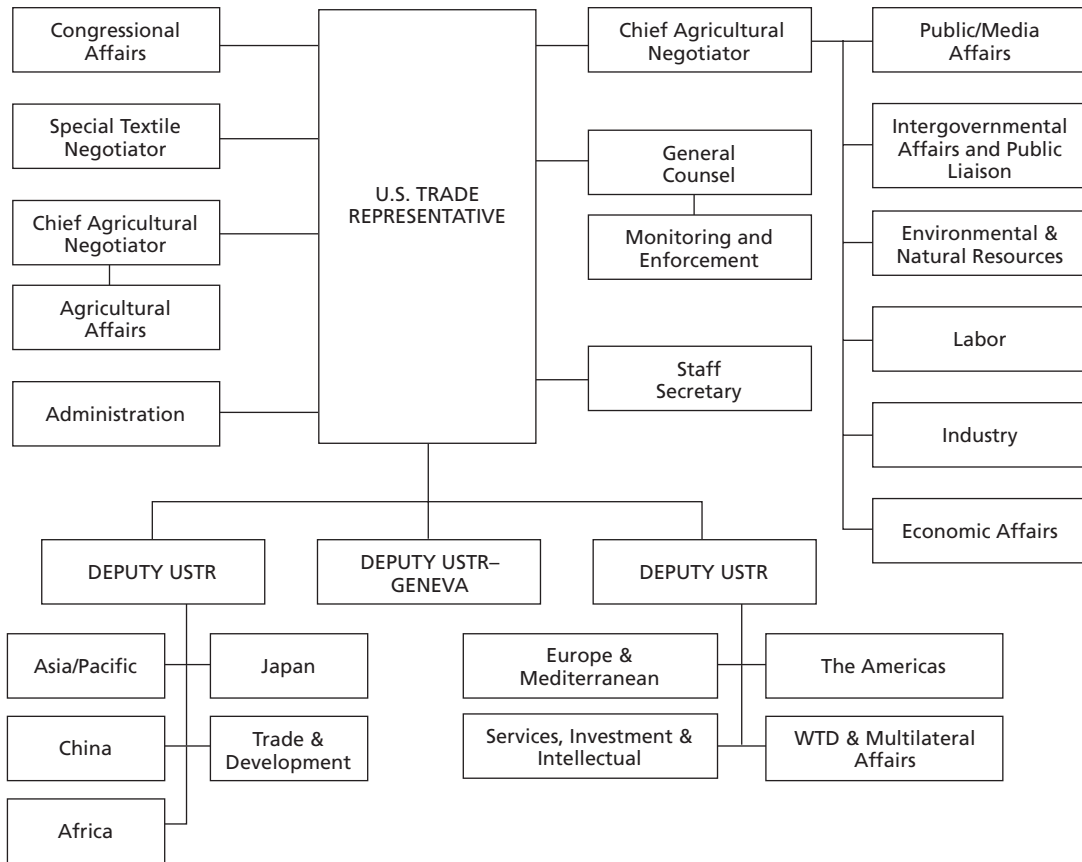 Congressional
Affairs
Chief Agricultural
Negotiator
Public/Media
Affairs
Special Textile
Negotiator
General
Counsel
Intergovernmental
Affairs and Public
Liaison
U.S. TRADE
REPRESENTATIVE
Chief Agricultural
Negotiator
Monitoring and
Enforcement
Environmental &
Natural Resources
Agricultural
Affairs
Labor
Staff
Secretary
Administration
Industry
Economic Affairs
DEPUTY USTR
DEPUTY USTR–
GENEVA
DEPUTY USTR
Asia/Pacific
Japan
Europe &
Mediterranean
The Americas
China
Trade &
Development
Services, Investment &
Intellectual
WTD & Multilateral
Affairs
Africa